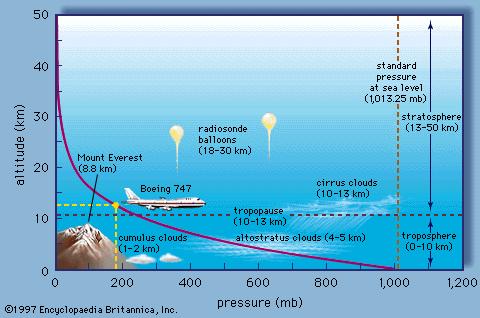 50
40
30
20
10
0
altitude (km)
standard
pressure
at sea level
(1,013.25 mb)
stratosphere
(13-50 km)
radiosonde
balloons
(18-30 km)
Mount Everest
(8.8 km)
Boeing 747
cirrus clouds
(10-13 km)
tropopause
(10-13 km)
cumulus clouds
(1-2 km)
altostratus clouds (4-5 km)
troposphere
(0-10 km)
0 200 400 600 800 1,000 1,200
pressure (mb)
©1997 Encyclopaedia Britannica, Inc.